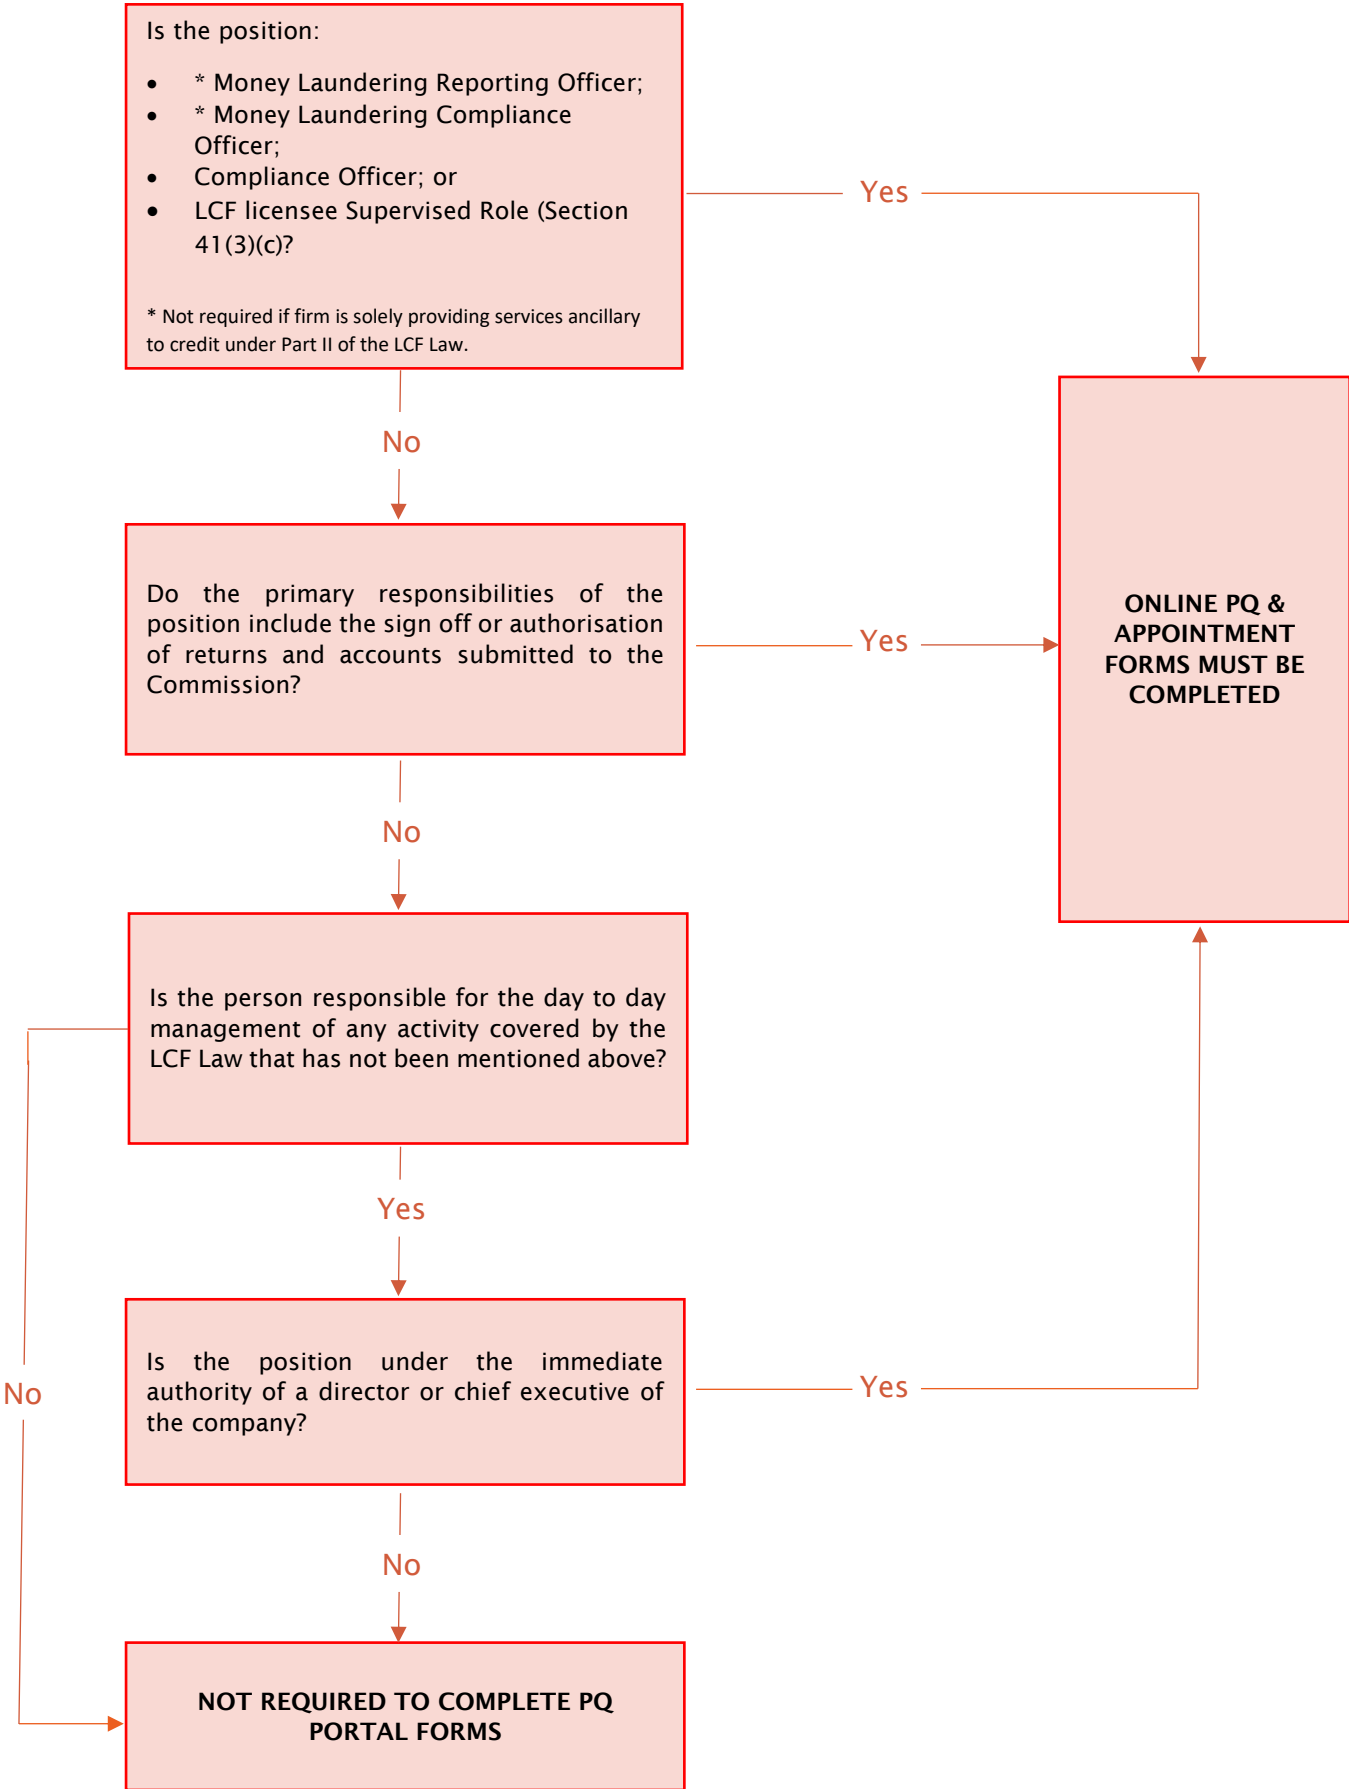 Is the position:
• * Money Laundering Reporting Officer;
• * Money Laundering Compliance
Officer;
• Compliance Officer; or
• LCF licensee Supervised Role (Section
41(3)(c)?
* Not required if firm is solely providing services ancillary
to credit under Part II of the LCF Law.
Yes
No
Do the primary responsibilities of the
position include the sign off or authorisation
of returns and accounts submitted to the
Commission?
Yes
ONLINE PQ &
APPOINTMENT
FORMS MUST BE
COMPLETED
No
Is the person responsible for the day to day
management of any activity covered by the
LCF Law that has not been mentioned above?
Yes
Is the position under the immediate
authority of a director or chief executive of
the company?
Yes
No
No
NOT REQUIRED TO COMPLETE PQ
PORTAL FORMS